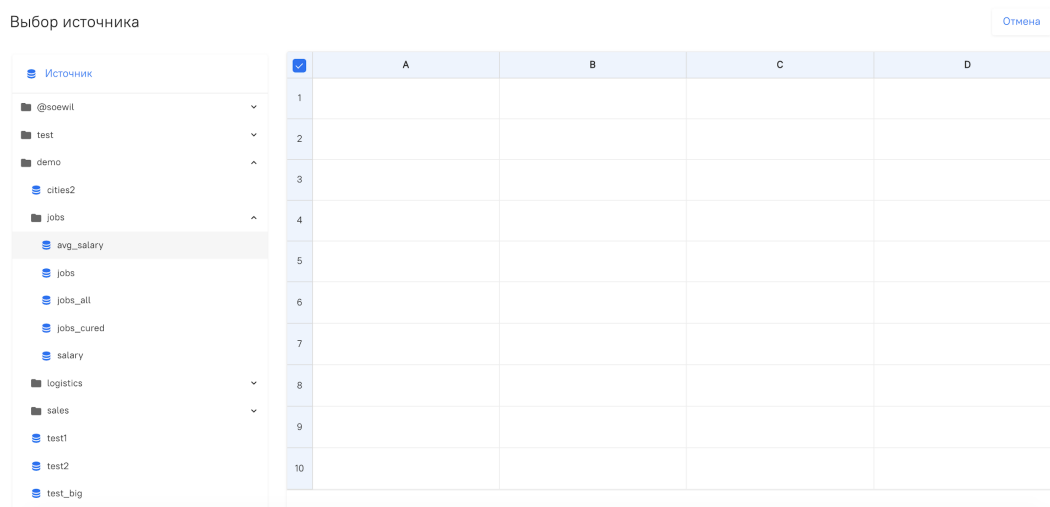 Выбор источника
Отмена
Источник
@soewil
test
demo
cities2
jobs
avg_salary
jobs
jobs_all
jobs_cured
salary
logistics
sales
test1
test2
test_big
A B C D
1
2
3
4
5
6
7
8
9
10